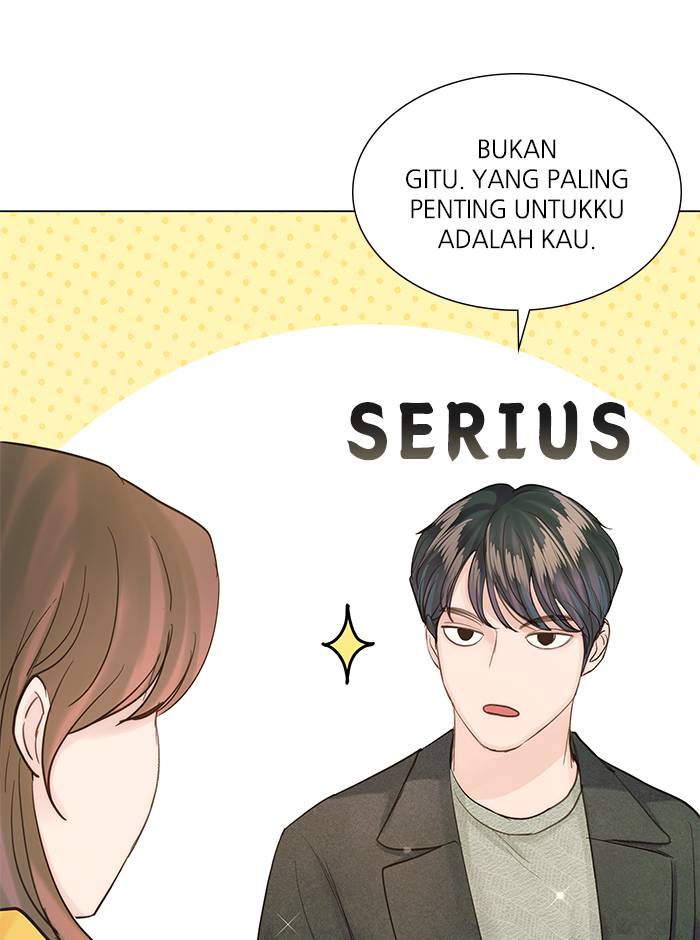 BUKAN
GITU. YANG PALING
PENTING UNTUKKU
ADALAH KAU.
SERIUS